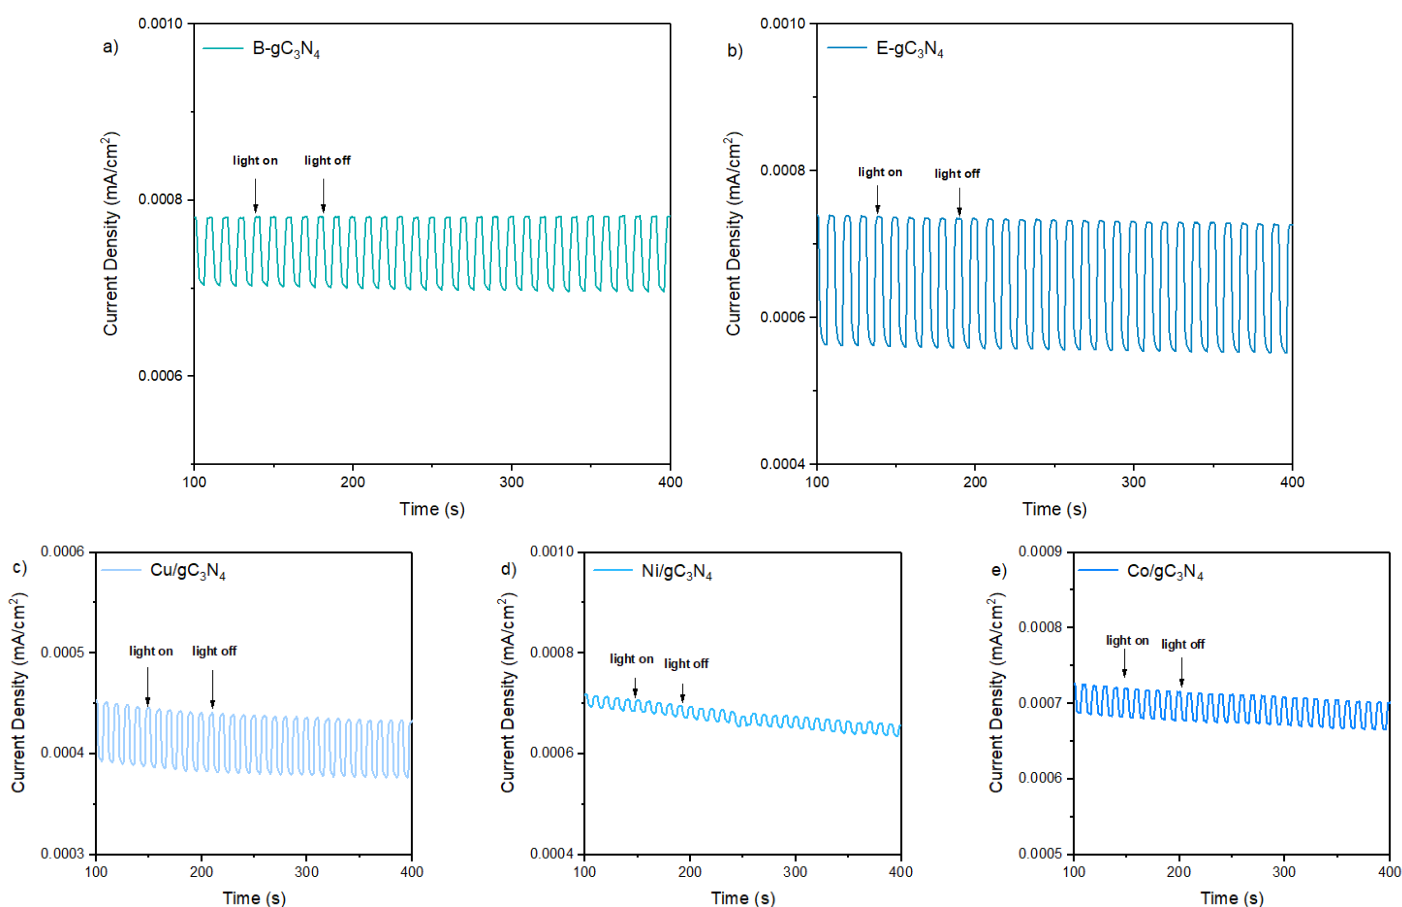 a)
B-gC₃N₄
0.0010
0.0008
0.0006
Current Density (mA/cm²)
light on
light off
100
200
300
400
Time (s)
b)
E-gC₃N₄
0.0010
0.0008
0.0006
0.0004
Current Density (mA/cm²)
light on
light off
100
200
300
400
Time (s)
c)
Cu/gC₃N₄
0.0006
0.0005
0.0004
0.0003
Current Density (mA/cm²)
light on
light off
100
200
300
400
Time (s)
d)
Ni/gC₃N₄
0.0010
0.0008
0.0006
0.0004
Current Density (mA/cm²)
light on
light off
100
200
300
400
Time (s)
e)
Co/gC₃N₄
0.0009
0.0008
0.0007
0.0006
0.0005
Current Density (mA/cm²)
light on
light off
100
200
300
400
Time (s)